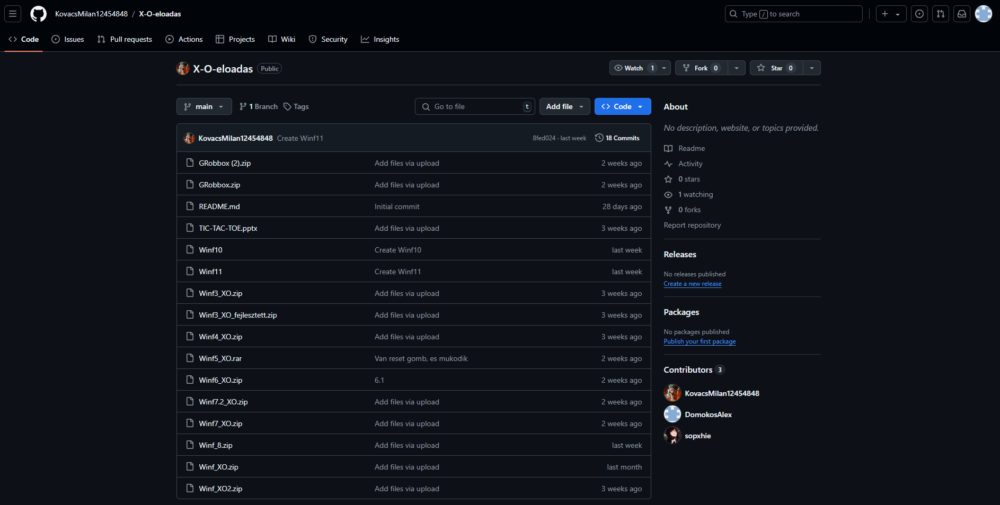 KovacsMilan12454848 / X-O-eloadas
Type / to search
Code Issues Pull requests Actions Projects Wiki Security Insights
X-O-eloadas Public
Watch 1 Fork 0 Star 0
main 1 Branch Tags Go to file t Add file Code
KovacsMilan12454848 Create Winf11 8fed024 · last week 18 Commits
GRobbox (2).zip Add files via upload 2 weeks ago
GRobbox.zip Add files via upload 2 weeks ago
README.md Initial commit 28 days ago
TIC-TAC-TOE.pptx Add files via upload 3 weeks ago
Winf10 Create Winf10 last week
Winf11 Create Winf11 last week
Winf3_XO.zip Add files via upload 3 weeks ago
Winf3_XO_fejlesztett.zip Add files via upload 3 weeks ago
Winf4_XO.zip Add files via upload 3 weeks ago
Winf5_XO.rar Van reset gomb, es mukodik 2 weeks ago
Winf6_XO.zip 6.1 2 weeks ago
Winf7.2_XO.zip Add files via upload 2 weeks ago
Winf7_XO.zip Add files via upload 2 weeks ago
Winf_8.zip Add files via upload last week
Winf_XO.zip Add files via upload last month
Winf_XO2.zip Add files via upload 3 weeks ago
About
No description, website, or topics provided.
Readme
Activity
0 stars
1 watching
0 forks
Report repository
Releases
No releases published
Create a new release
Packages
No packages published
Publish your first package
Contributors 3
KovacsMilan12454848
DomokosAlex
sopxhie